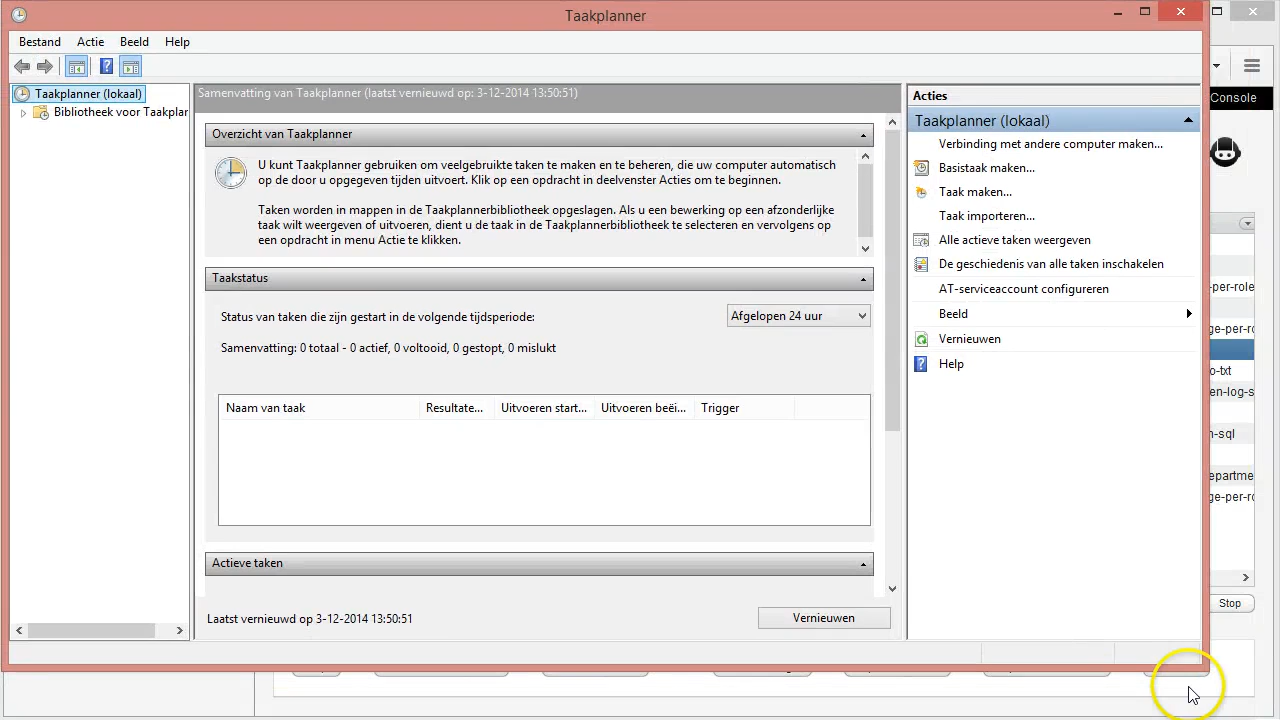 Taakplanner
Bestand Actie Beeld Help
Taakplanner (lokaal)
Bibliotheek voor Taakplar
Samenvatting van Taakplanner (laatst vernieuwd op: 3-12-2014 13:50:51)
Overzicht van Taakplanner
U kunt Taakplanner gebruiken om veelgebruikte taken te maken en te beheren, die uw computer automatisch
op de door u opgegeven tijden uitvoert. Klik op een opdracht in deelvenster Acties om te beginnen.
Taken worden in mappen in de Taakplannerbibliotheek opgeslagen. Als u een bewerking op een afzonderlijke
taak wilt weergeven of uitvoeren, dient u de taak in de Taakplannerbibliotheek te selecteren en vervolgens op
een opdracht in menu Actie te klikken.
Taakstatus
Status van taken die zijn gestart in de volgende tijdsperiode:
Afgelopen 24 uur
Samenvatting: 0 totaal - 0 actief, 0 voltooid, 0 gestopt, 0 mislukt
Naam van taak Resultate... Uitvoeren start... Uitvoeren beëi... Trigger
Actieve taken
Laatst vernieuwd op 3-12-2014 13:50:51
Vernieuwen
Acties
Taakplanner (lokaal)
Verbinding met andere computer maken...
Basistaak maken...
Taak maken...
Taak importeren...
Alle actieve taken weergeven
De geschiedenis van alle taken inschakelen
AT-serviceaccount configureren
Beeld
Vernieuwen
Help
Console
-per-role
ge-per-ro
o-txt
en-log-s
n-sql
epartme
ge-per-ro
Stop